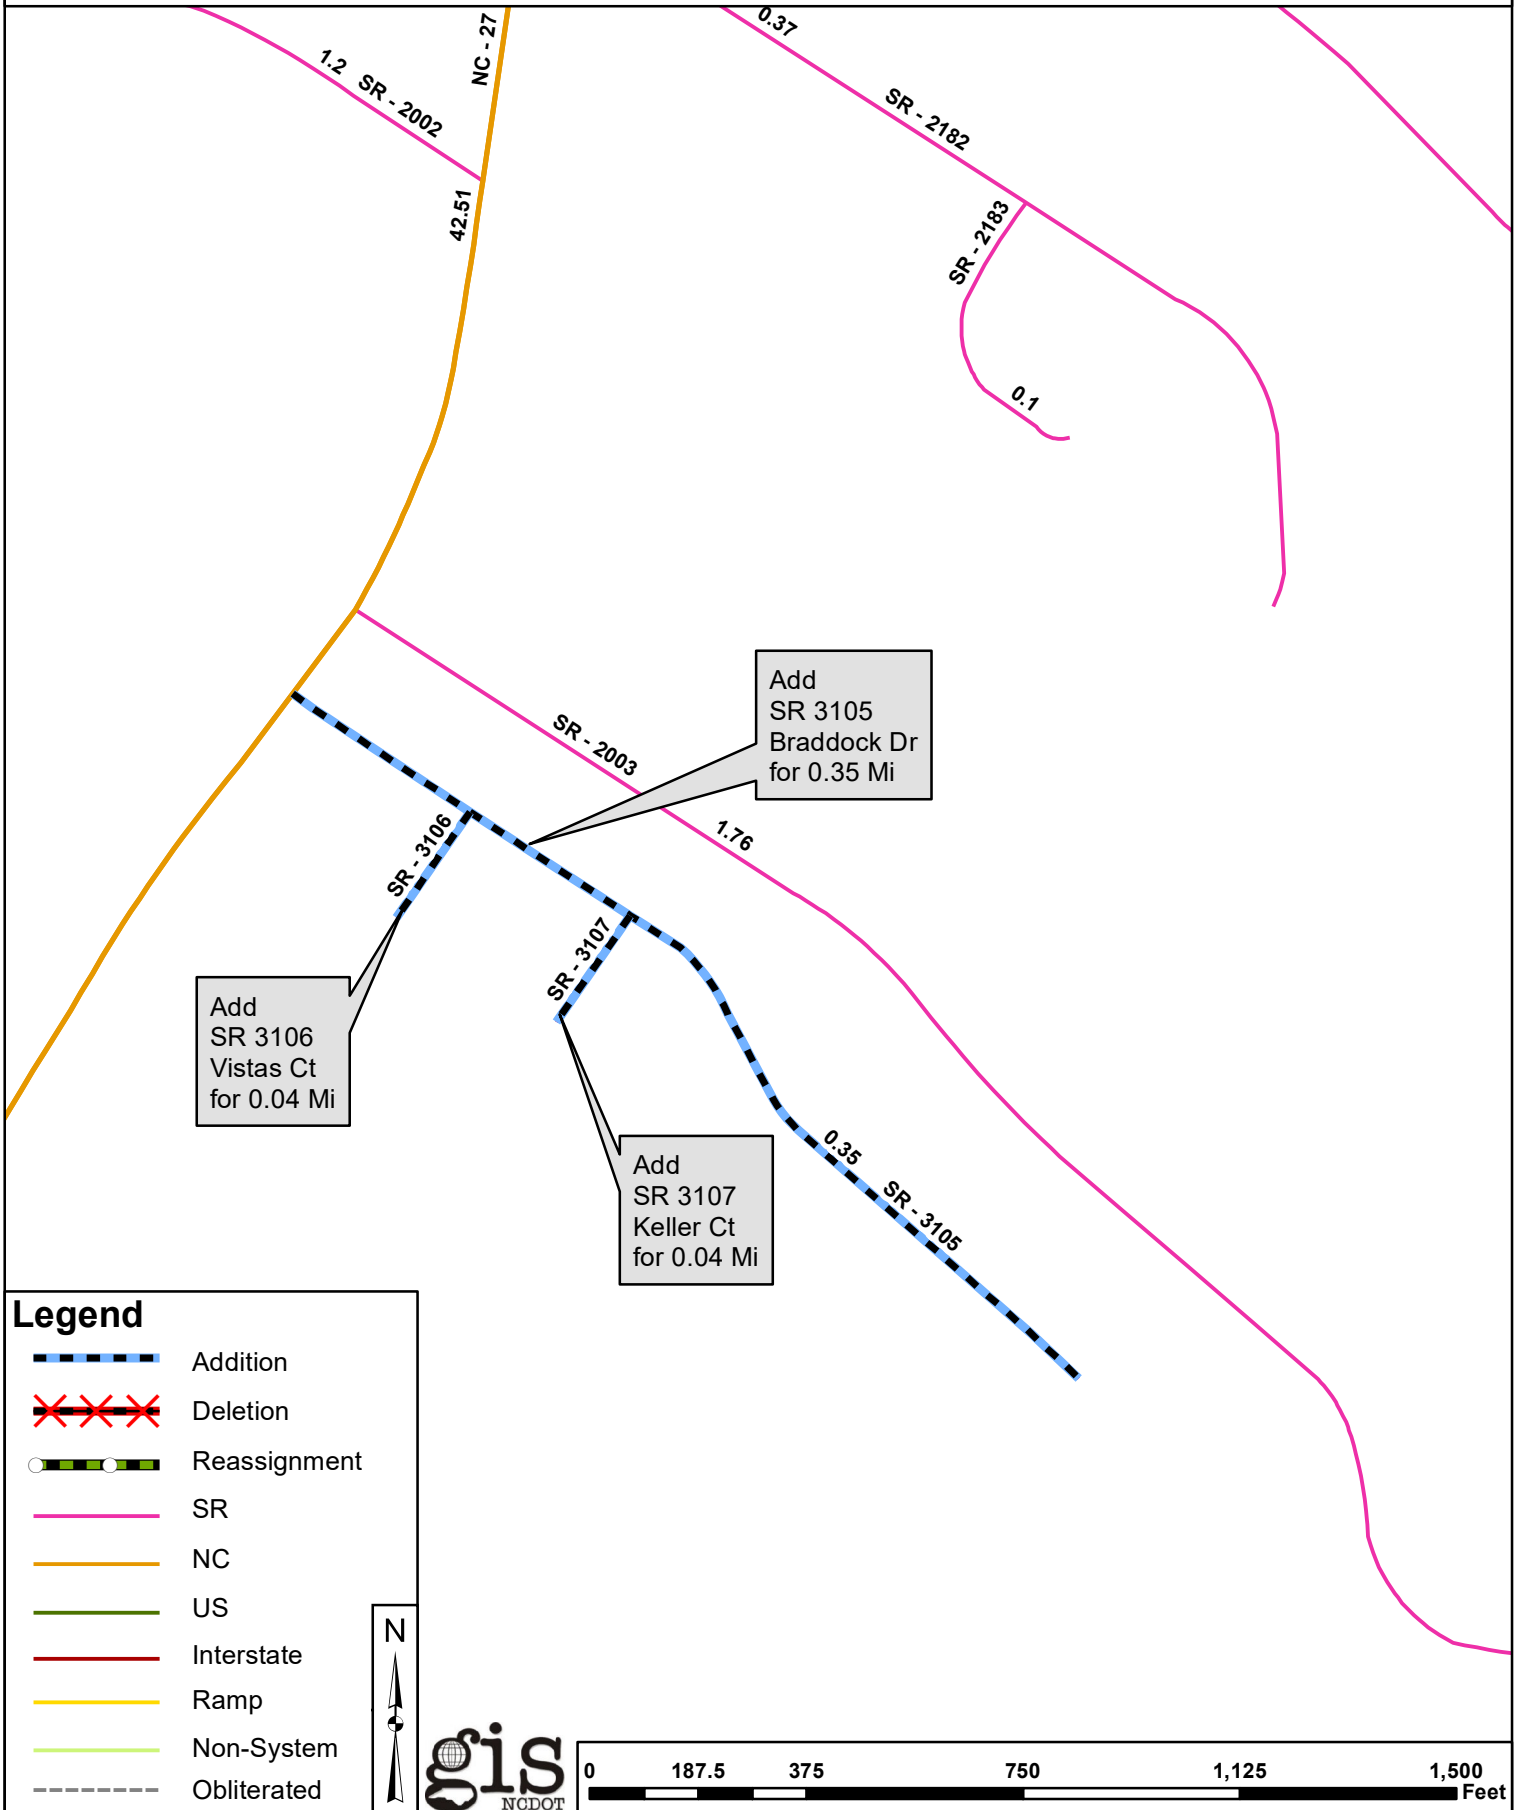 NC - 27
0.37
1.2 SR - 2002
SR - 2182
42.51
SR - 2183
0.1
Add
SR 3105
Braddock Dr
for 0.35 Mi
SR - 2003
1.76
SR - 3106
SR - 3107
Add
SR 3106
Vistas Ct
for 0.04 Mi
Add
SR 3107
Keller Ct
for 0.04 Mi
0.35 SR - 3105
Legend
Addition
Deletion
Reassignment
SR
NC
US
Interstate
Ramp
Non-System
Obliterated
N
gis
NCDOT
0 187.5 375 750 1,125 1,500
Feet